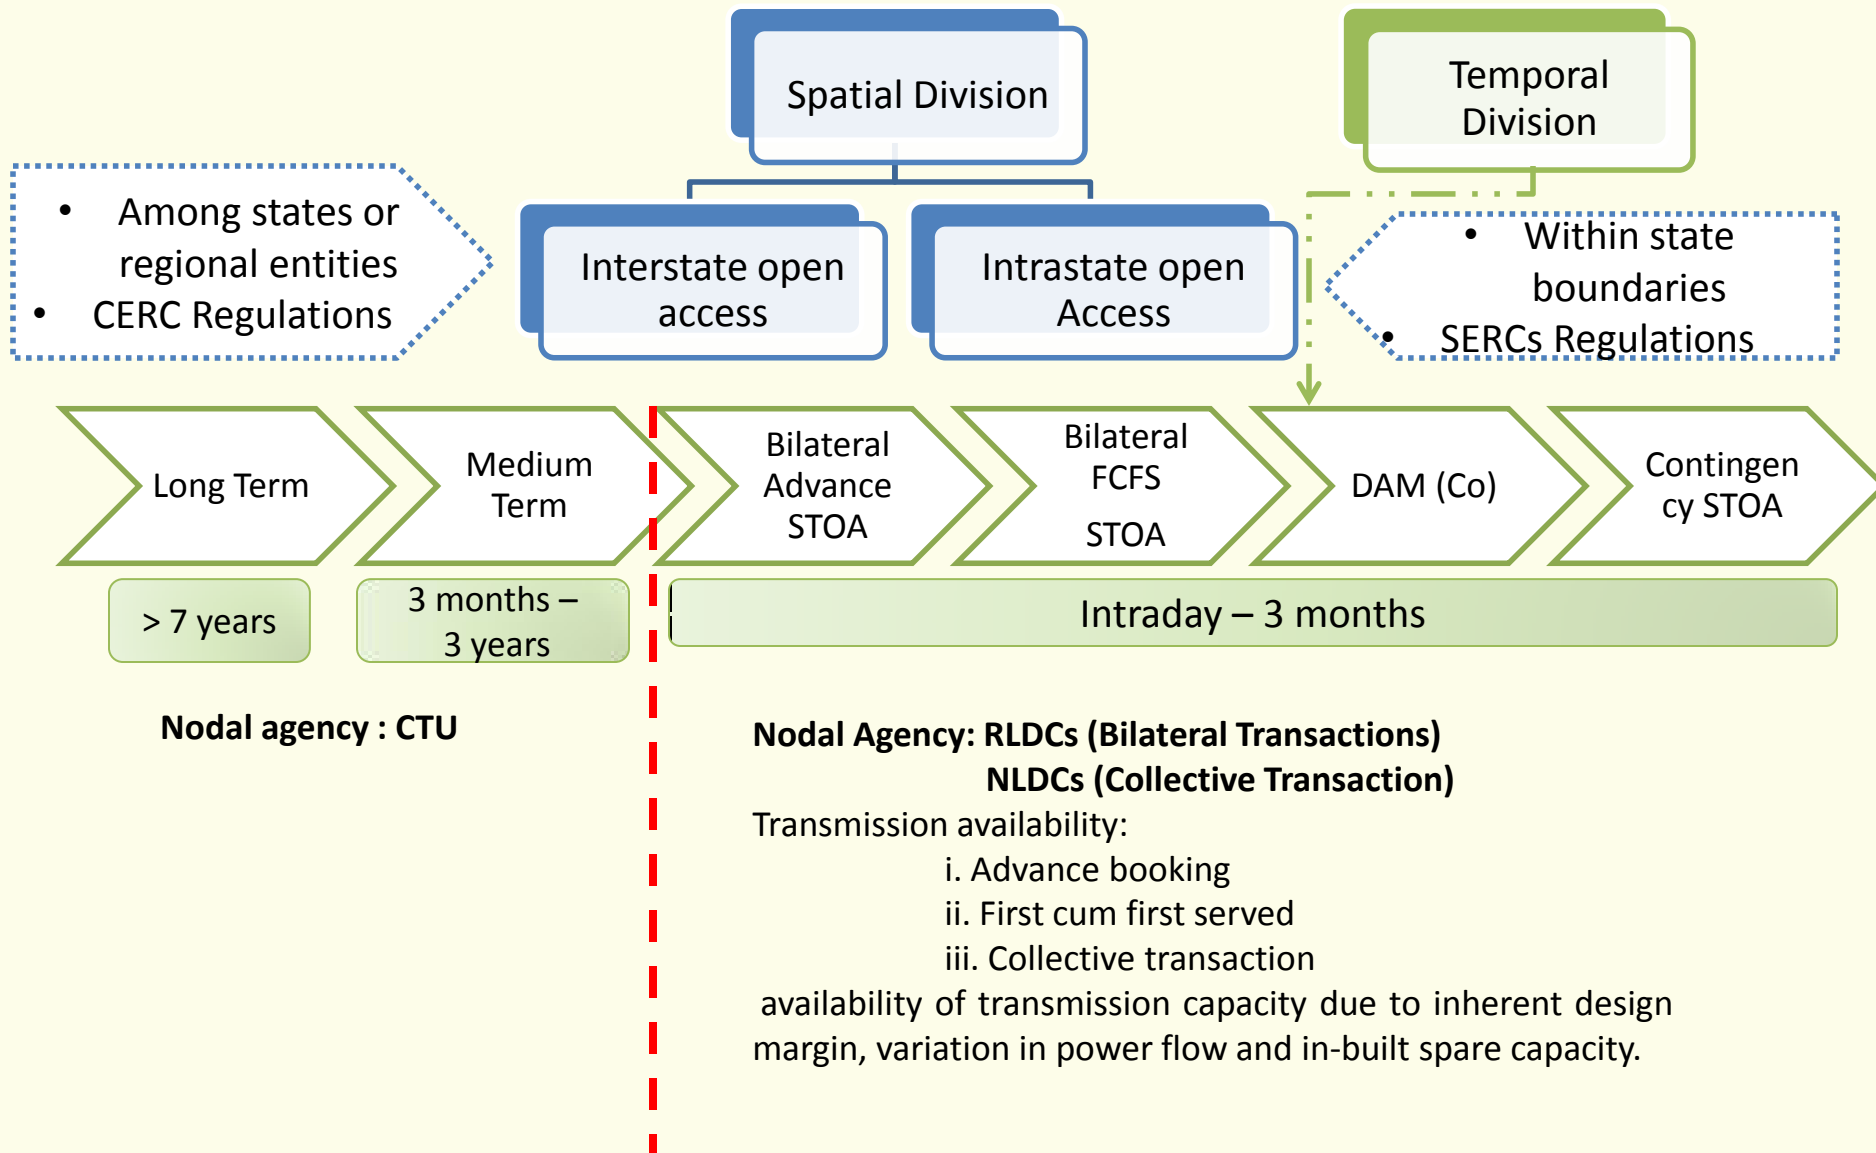 Spatial Division
Temporal
Division
• Among states or
regional entities
• CERC Regulations
Interstate open
access
Intrastate open
Access
• Within state
boundaries
• SERCs Regulations
Long Term
Medium
Term
Bilateral
Advance
STOA
Bilateral
FCFS
STOA
DAM (Co)
Contingen
cy STOA
> 7 years
3 months –
3 years
Intraday – 3 months
Nodal agency : CTU
Nodal Agency: RLDCs (Bilateral Transactions)
NLDCs (Collective Transaction)
Transmission availability:
i. Advance booking
ii. First cum first served
iii. Collective transaction
availability of transmission capacity due to inherent design
margin, variation in power flow and in-built spare capacity.